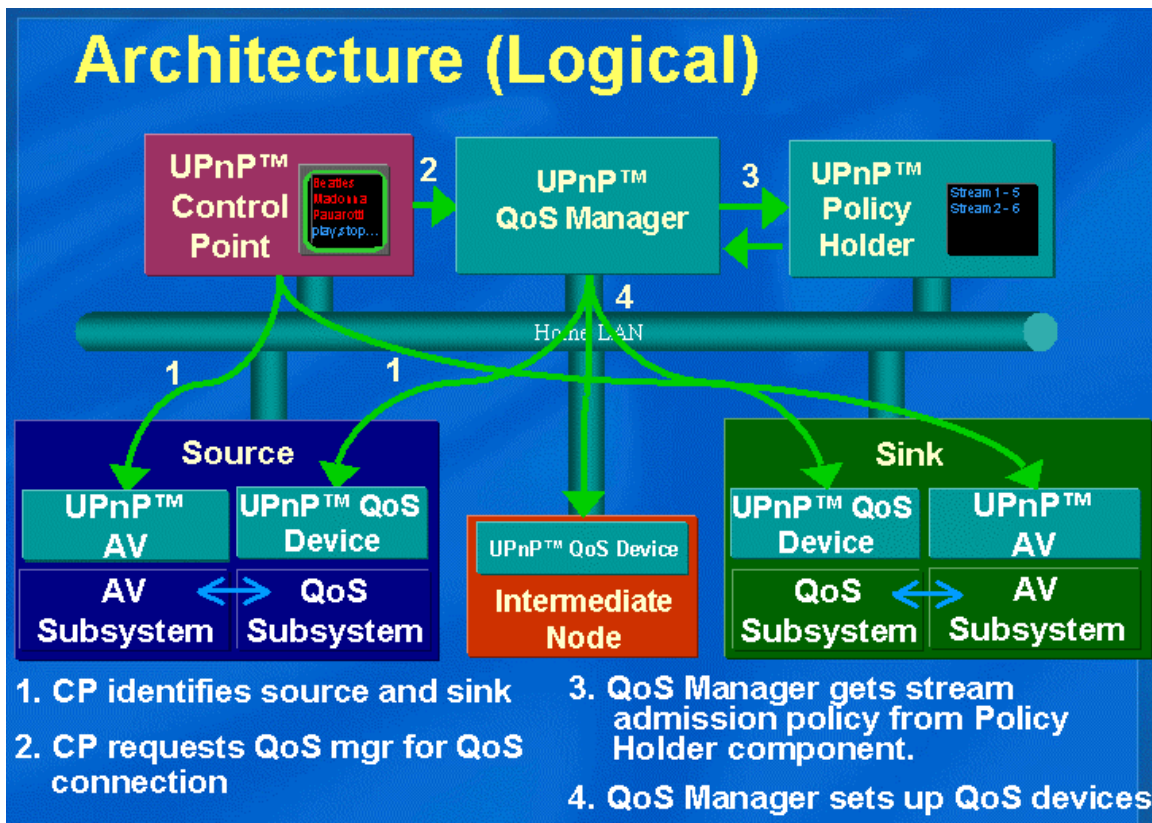 Architecture (Logical)
UPnP™
Control
Point
Beatles
Madonna
Pavarotti
play,stop...
2
UPnP™
QoS Manager
3
UPnP™
Policy
Holder
Stream 1 - 5
Stream 2 - 6
4
Home LAN
1
1
Source
UPnP™
AV
UPnP™ QoS
Device
AV
Subsystem
QoS
Subsystem
UPnP™ QoS Device
Intermediate
Node
Sink
UPnP™ QoS
Device
UPnP™
AV
QoS
Subsystem
AV
Subsystem
1. CP identifies source and sink
2. CP requests QoS mgr for QoS
connection
3. QoS Manager gets stream
admission policy from Policy
Holder component.
4. QoS Manager sets up QoS devices